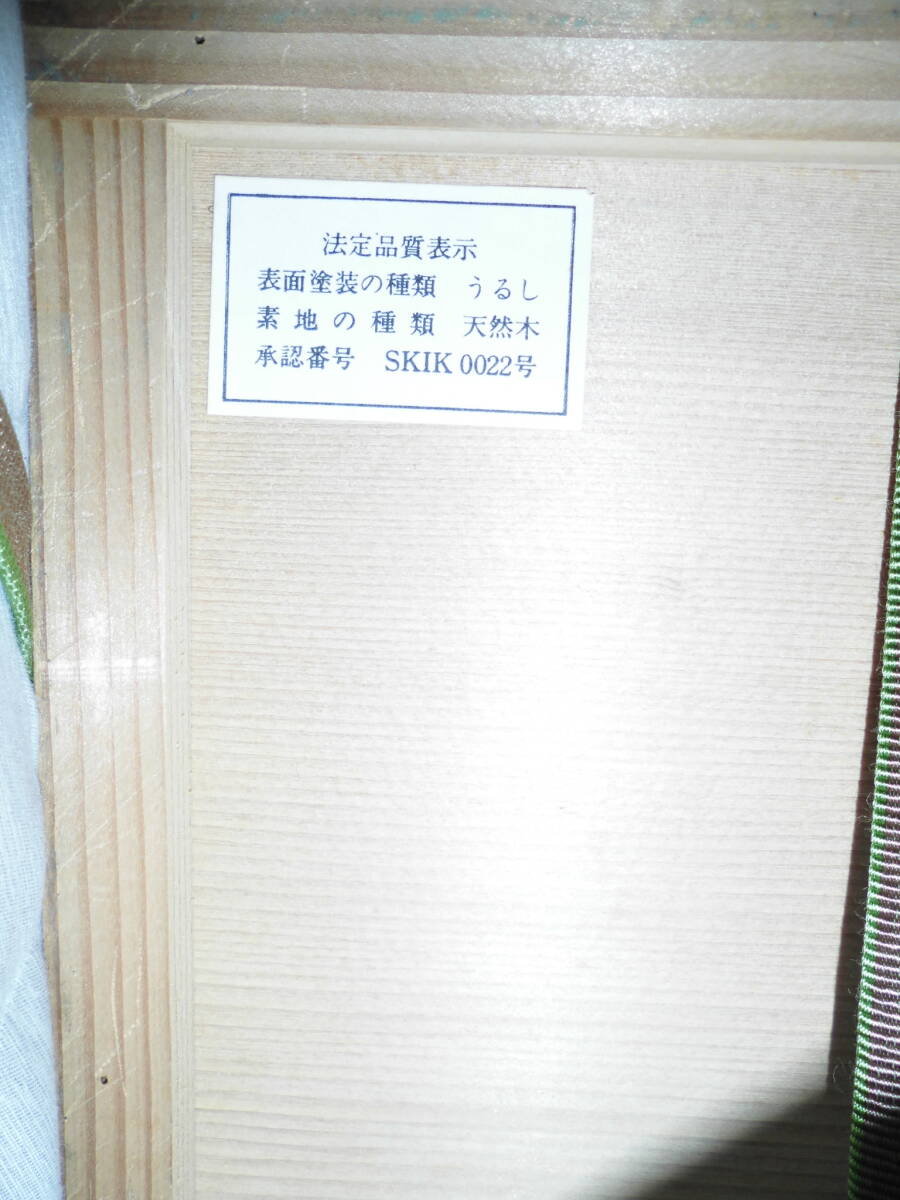 法定品質表示
表面塗装の種類 うるし
素地の種類 天然木
承認番号 SKIK 0022号